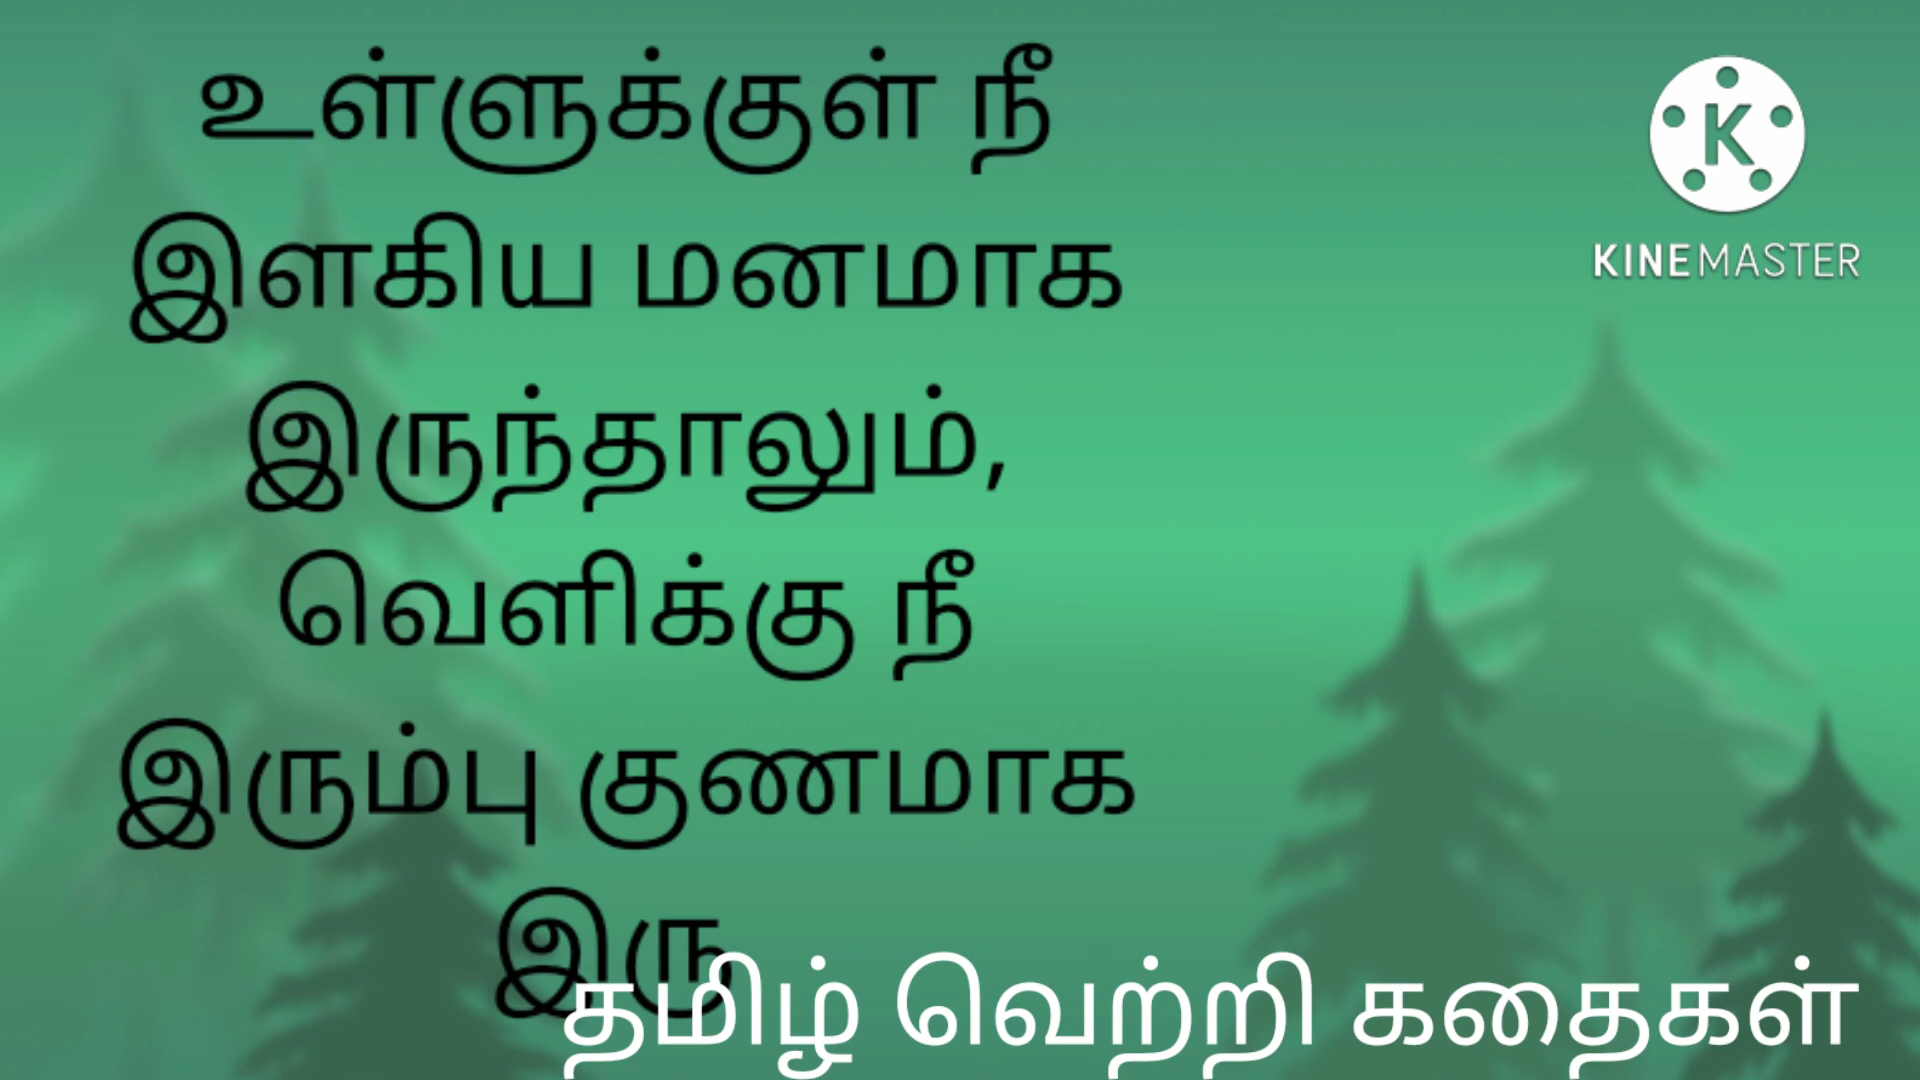 உள்ளுக்குள் நீ
இளகிய மனமாக
இருந்தாலும்,
வெளிக்கு நீ
இரும்பு குணமாக
இரு
தமிழ் வெற்றி கதைகள்
K
KINEMASTER